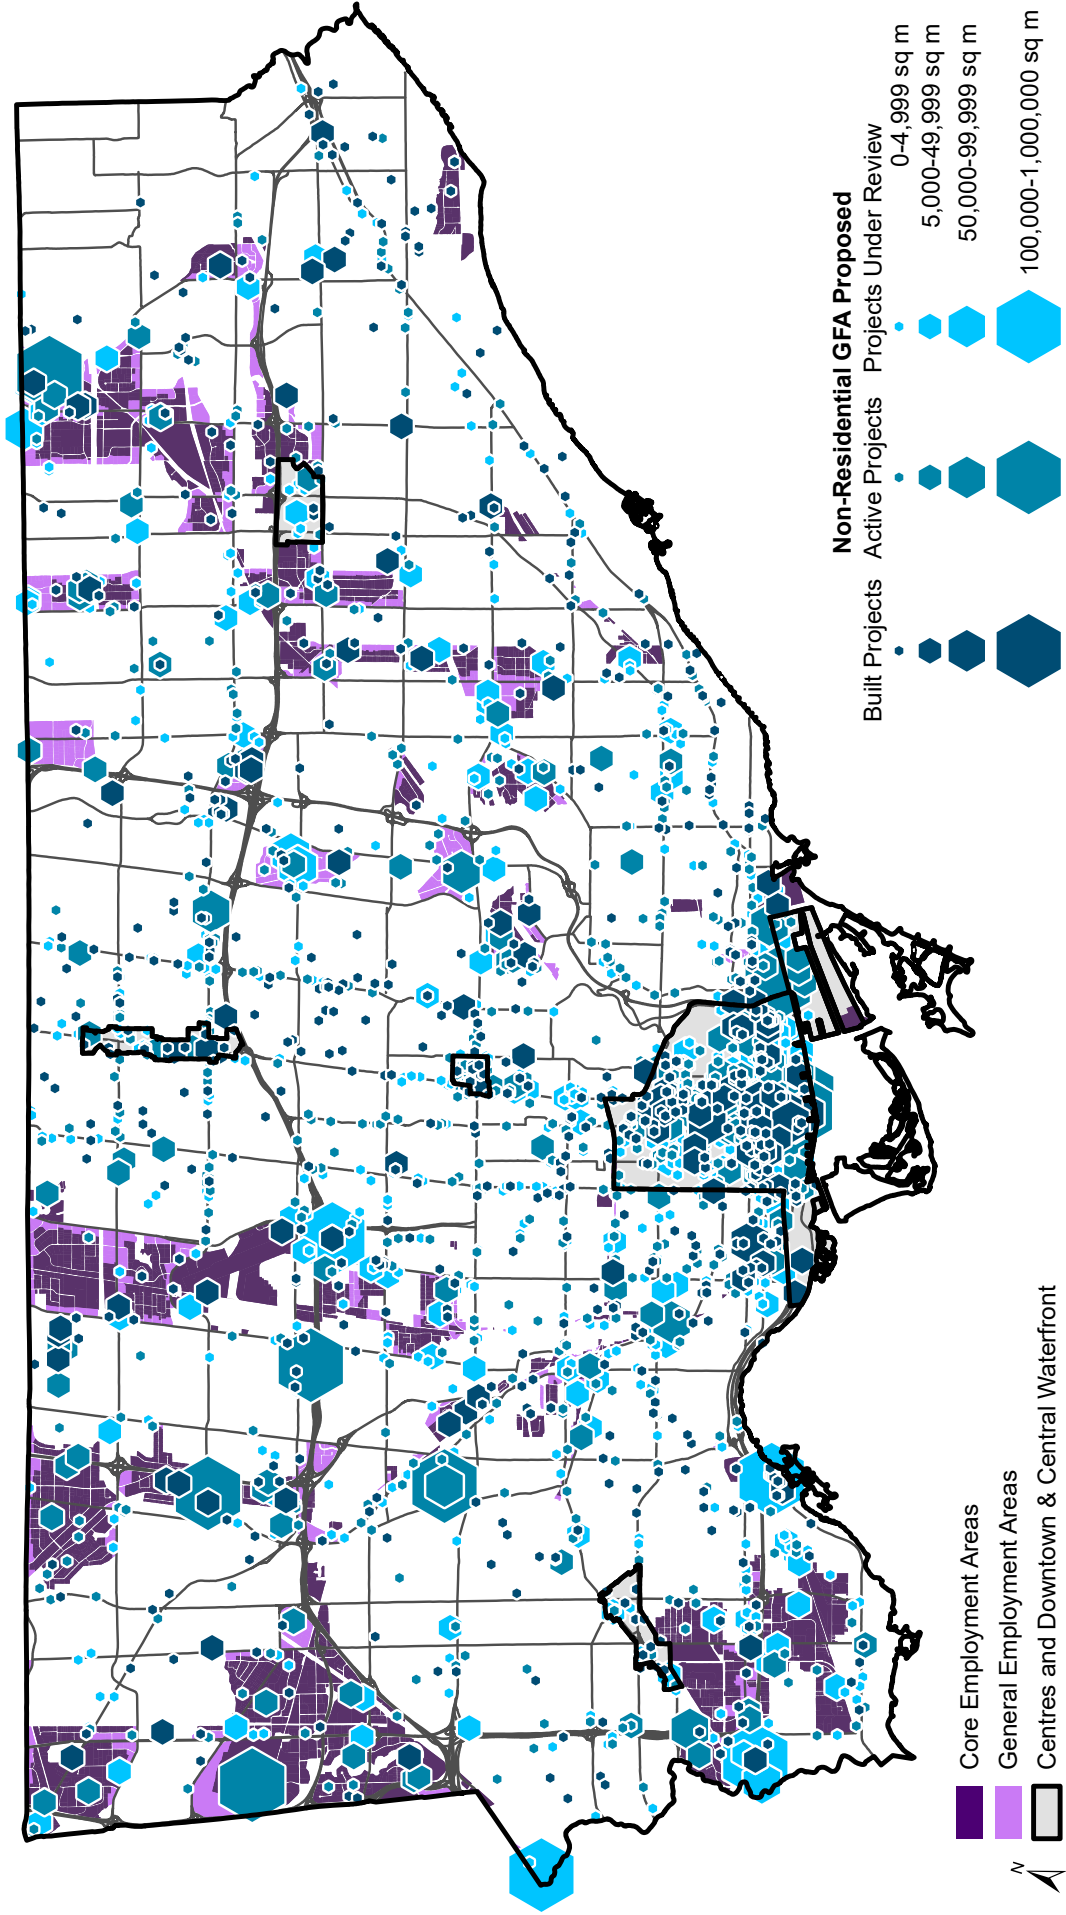 Non-Residential GFA Proposed
Built Projects Active Projects Projects Under Review
0-4,999 sq m
5,000-49,999 sq m
50,000-99,999 sq m
100,000-1,000,000 sq m
Core Employment Areas
General Employment Areas
Centres and Downtown & Central Waterfront
N